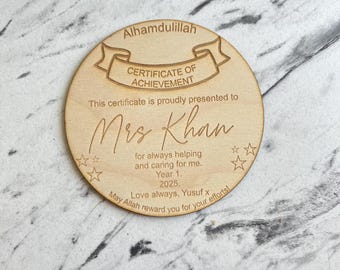 Alhamdulillah
CERTIFICATE OF
ACHIEVEMENT
This certificate is proudly presented to
Mrs Khan
for always helping
and caring for me.
Year 1.
2025.
Love always, Yusuf x
May Allah reward you for your efforts!